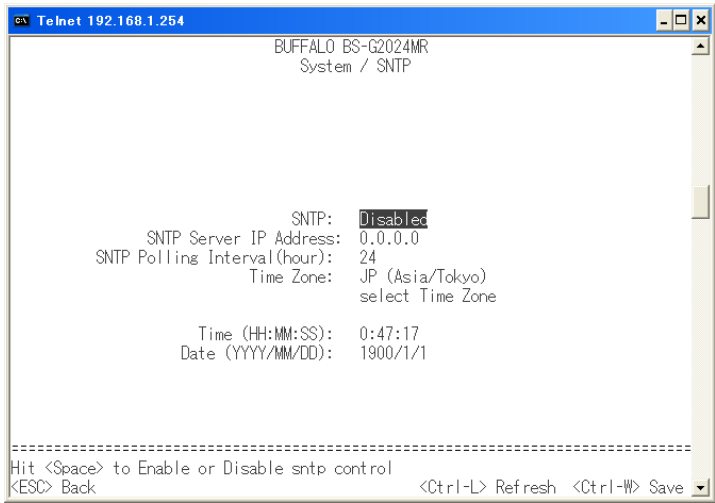 Telnet 192.168.1.254
BUFFALO BS-G2024MR
System / SNTP
SNTP: Disabled
SNTP Server IP Address: 0.0.0.0
SNTP Polling Interval(hour): 24
Time Zone: JP (Asia/Tokyo)
select Time Zone
Time (HH:MM:SS): 0:47:17
Date (YYYY/MM/DD): 1900/1/1
Hit <Space> to Enable or Disable sntp control
<ESC> Back <Ctrl-L> Refresh <Ctrl-W> Save